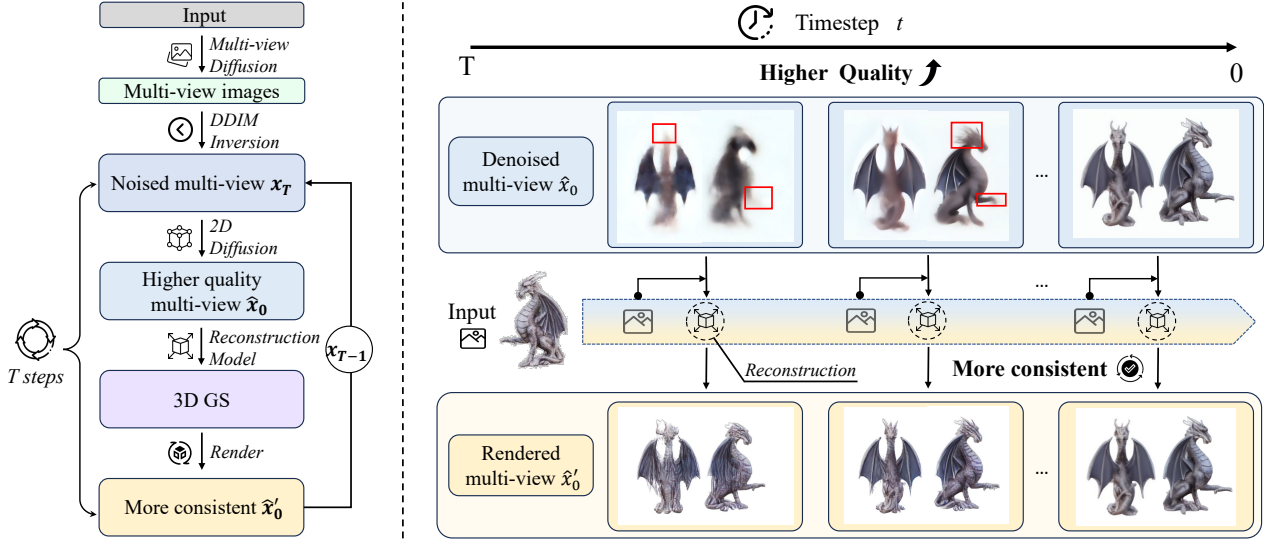 Input
Multi-view
Diffusion
Multi-view images
DDIM
Inversion
Noised multi-view x_T
2D
Diffusion
Higher quality
multi-view x̂_0
Reconstruction
Model
x_{T−1}
T steps
3D GS
Render
More consistent x̂′_0
Timestep t
T
0
Higher Quality
Denoised
multi-view x̂_0
...
Input
...
Reconstruction
More consistent
Rendered
multi-view x̂′_0
...